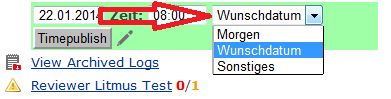 22.01.2014 Zeit: 08:00 Wunschdatum
Timepublish
Morgen
Wunschdatum
Sonstiges
View Archived Logs
Reviewer Litmus Test 0/1